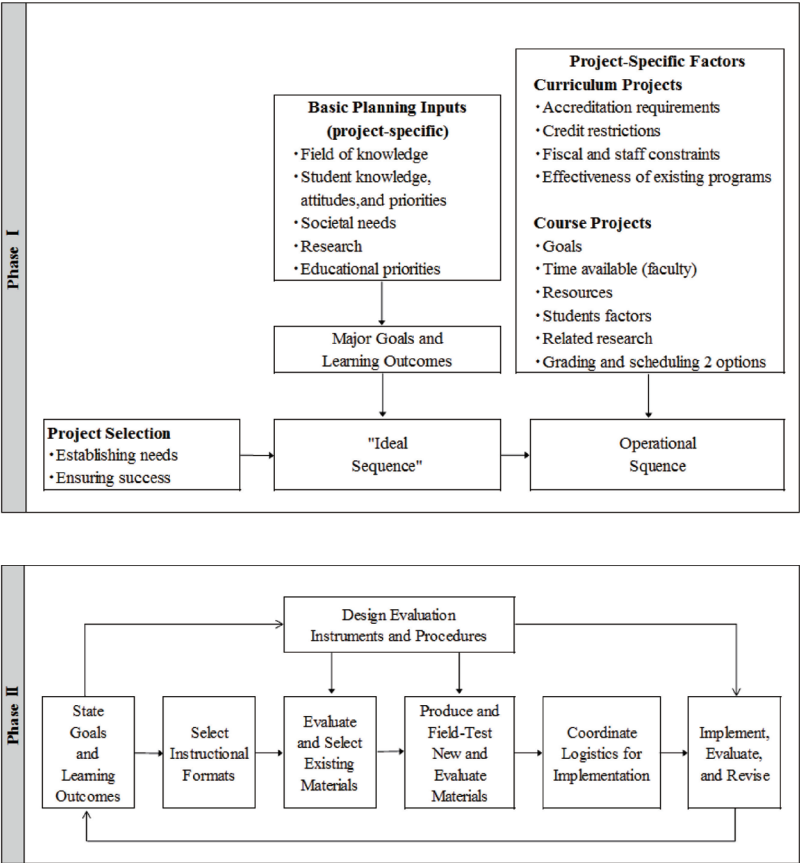 Phase I
Basic Planning Inputs
(project-specific)
・Field of knowledge
・Student knowledge,
attitudes,and priorities
・Societal needs
・Research
・Educational priorities
Major Goals and
Learning Outcomes
Project-Specific Factors
Curriculum Projects
・Accreditation requirements
・Credit restrictions
・Fiscal and staff constraints
・Effectiveness of existing programs
Course Projects
・Goals
・Time available (faculty)
・Resources
・Students factors
・Related research
・Grading and scheduling 2 options
Project Selection
・Establishing needs
・Ensuring success
"Ideal
Sequence"
Operational
Squence
Phase II
Design Evaluation
Instruments and Procedures
State
Goals
and
Learning
Outcomes
Select
Instructional
Formats
Evaluate
and Select
Existing
Materials
Produce and
Field-Test
New and
Evaluate
Materials
Coordinate
Logistics for
Implementation
Implement,
Evaluate,
and Revise